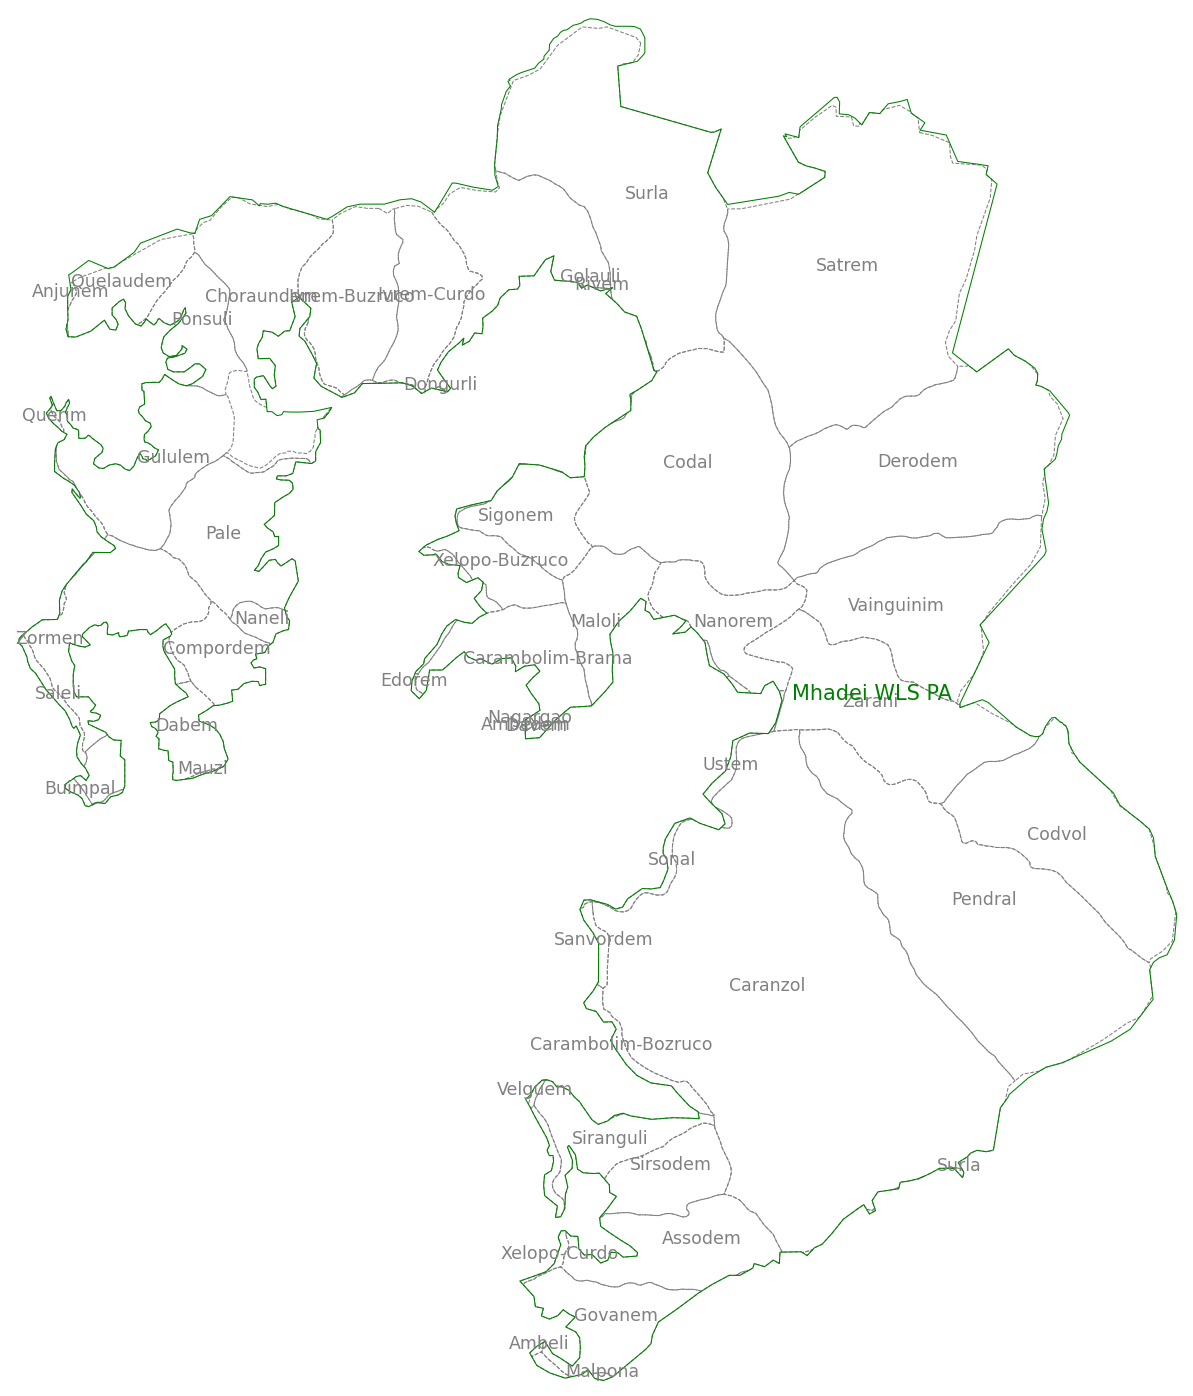 Surla
Satrem
Golauli
Rivem
Quelaudem
Anjunem
Choraundem
Ivrem-Buzruco
Ivrem-Curdo
Ponsuli
Dongurli
Querim
Gululem
Codal
Derodem
Sigonem
Pale
Xelopo-Buzruco
Vainguinim
Naneli
Maloli
Nanorem
Zormen
Compordem
Carambolim-Brama
Edorem
Saleli
Mhadei WLS PA
Zarani
Nagargao
Dabem
Ustem
Mauzi
Buimpal
Codvol
Sonal
Pendral
Sanvordem
Caranzol
Carambolim-Bozruco
Velguem
Siranguli
Sirsodem
Surla
Assodem
Xelopo-Curdo
Govanem
Ambeli
Malpona